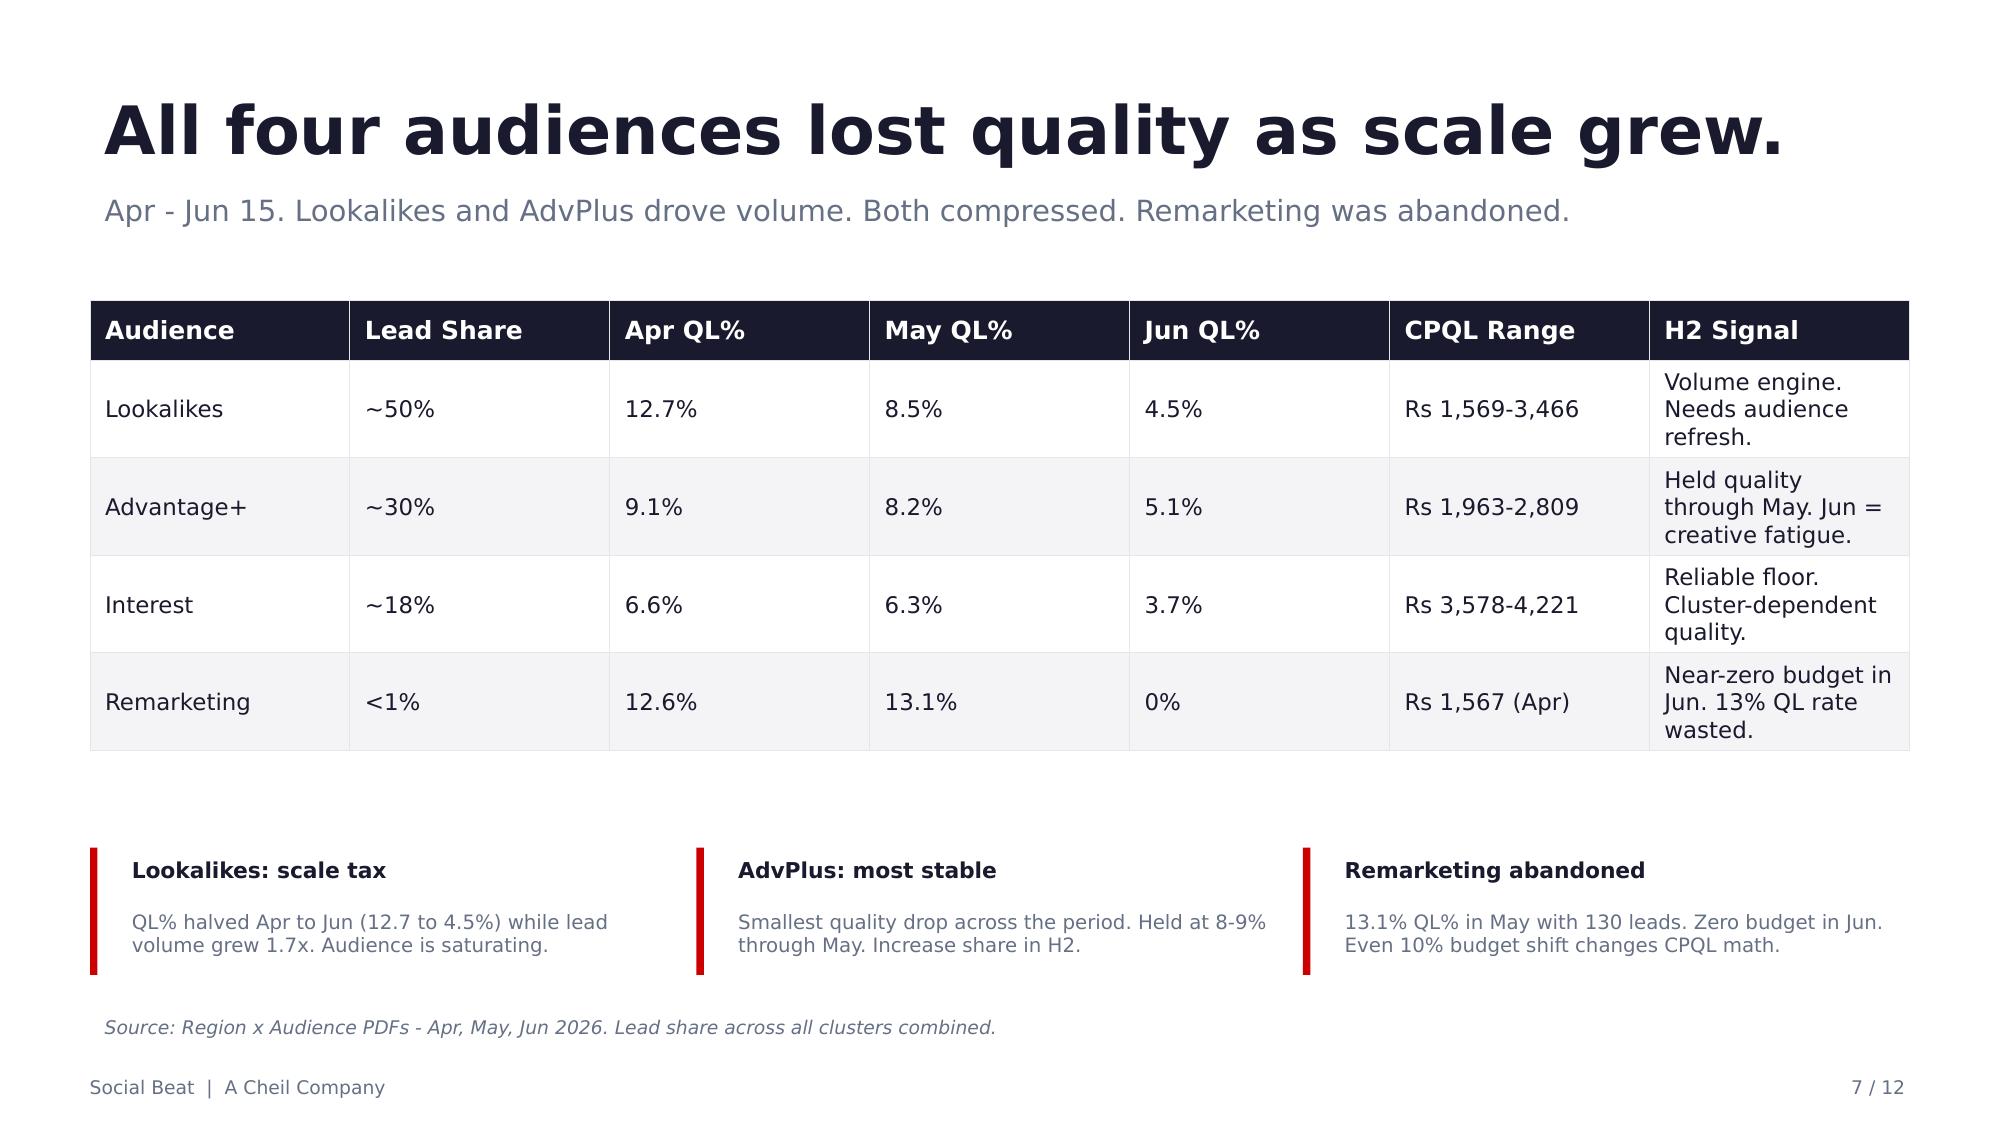 All four audiences lost quality as scale grew.
Apr - Jun 15. Lookalikes and AdvPlus drove volume. Both compressed. Remarketing was abandoned.
Audience Lead Share Apr QL% May QL% Jun QL% CPQL Range H2 Signal
Lookalikes ~50% 12.7% 8.5% 4.5% Rs 1,569-3,466 Volume engine.
Needs audience
refresh.
Advantage+ ~30% 9.1% 8.2% 5.1% Rs 1,963-2,809 Held quality
through May. Jun =
creative fatigue.
Interest ~18% 6.6% 6.3% 3.7% Rs 3,578-4,221 Reliable floor.
Cluster-dependent
quality.
Remarketing <1% 12.6% 13.1% 0% Rs 1,567 (Apr) Near-zero budget in
Jun. 13% QL rate
wasted.
Lookalikes: scale tax
QL% halved Apr to Jun (12.7 to 4.5%) while lead
volume grew 1.7x. Audience is saturating.
AdvPlus: most stable
Smallest quality drop across the period. Held at 8-9%
through May. Increase share in H2.
Remarketing abandoned
13.1% QL% in May with 130 leads. Zero budget in Jun.
Even 10% budget shift changes CPQL math.
Source: Region x Audience PDFs - Apr, May, Jun 2026. Lead share across all clusters combined.
Social Beat | A Cheil Company
7 / 12